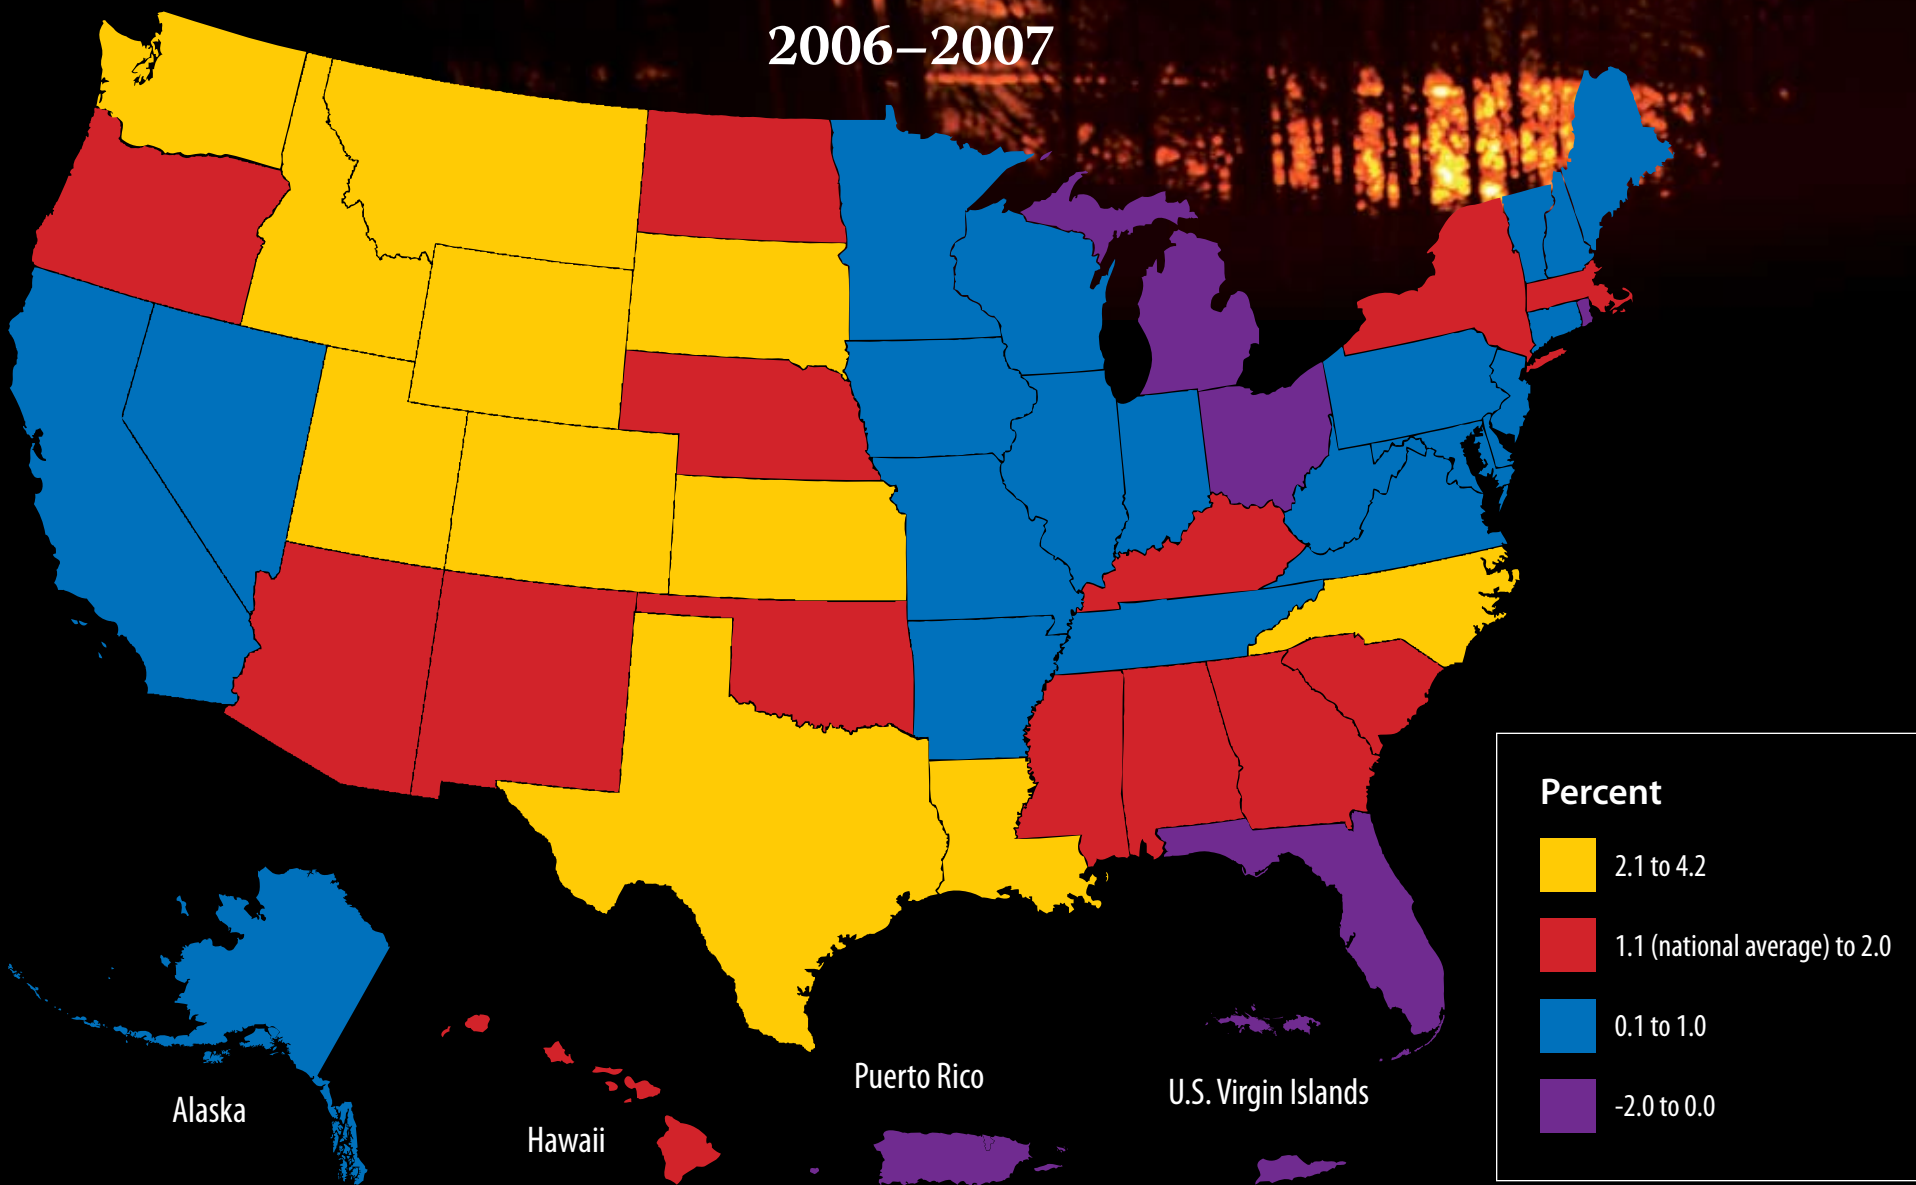 2006–2007
Percent
2.1 to 4.2
1.1 (national average) to 2.0
0.1 to 1.0
-2.0 to 0.0
Puerto Rico
U.S. Virgin Islands
Alaska
Hawaii